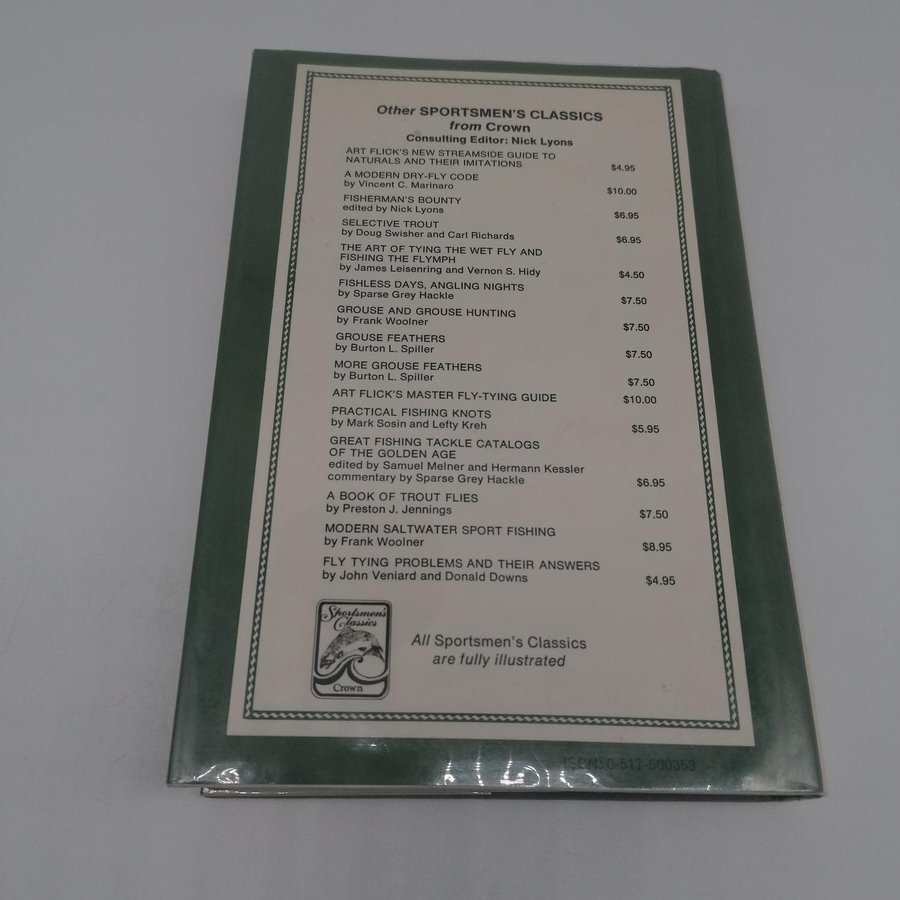 Other SPORTSMEN'S CLASSICS
from Crown
Consulting Editor: Nick Lyons
ART FLICK'S NEW STREAMSIDE GUIDE TO
NATURALS AND THEIR IMITATIONS $4.95
A MODERN DRY-FLY CODE
by Vincent C. Marinaro $10.00
FISHERMAN'S BOUNTY
edited by Nick Lyons $6.95
SELECTIVE TROUT
by Doug Swisher and Carl Richards $6.95
THE ART OF TYING THE WET FLY AND
FISHING THE FLYMPH
by James Leisenring and Vernon S. Hidy $4.50
FISHLESS DAYS, ANGLING NIGHTS
by Sparse Grey Hackle $7.50
GROUSE AND GROUSE HUNTING
by Frank Woolner $7.50
GROUSE FEATHERS
by Burton L. Spiller $7.50
MORE GROUSE FEATHERS
by Burton L. Spiller $7.50
ART FLICK'S MASTER FLY-TYING GUIDE $10.00
PRACTICAL FISHING KNOTS
by Mark Sosin and Lefty Kreh $5.95
GREAT FISHING TACKLE CATALOGS
OF THE GOLDEN AGE
edited by Samuel Melner and Hermann Kessler
commentary by Sparse Grey Hackle $6.95
A BOOK OF TROUT FLIES
by Preston J. Jennings $7.50
MODERN SALTWATER SPORT FISHING
by Frank Woolner $8.95
FLY TYING PROBLEMS AND THEIR ANSWERS
by John Veniard and Donald Downs $4.95
Sportsmen's
Classics
Crown
All Sportsmen's Classics
are fully illustrated
ISBN: 0-517-500353